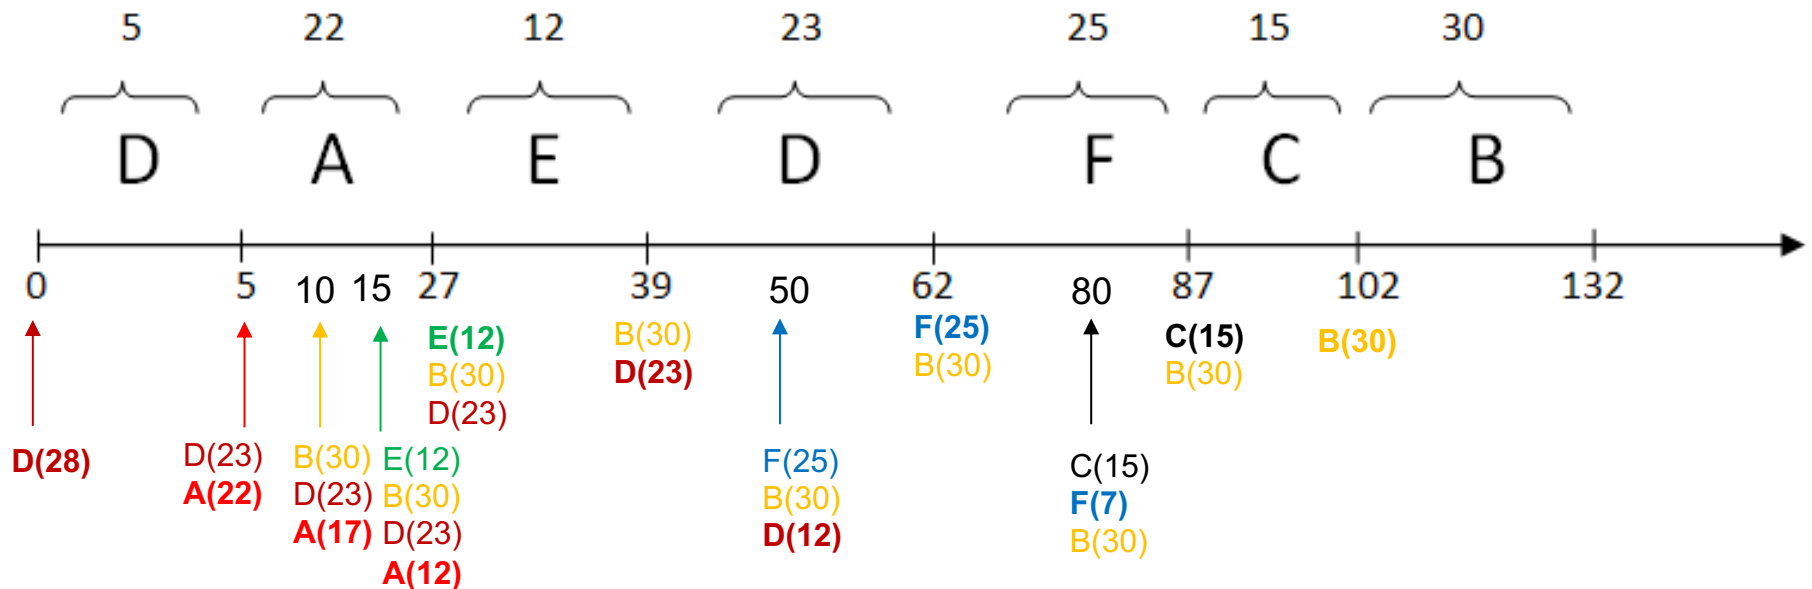 5 22 12 23 25 15 30
D A E D F C B
0 5 10 15 27 39 50 62 80 87 102 132
E(12) B(30) F(25) C(15) B(30)
B(30) D(23) B(30) B(30)
D(23)
D(28) D(23) B(30) E(12) F(25) C(15)
A(22) D(23) B(30) B(30) F(7)
A(17) D(23) D(12) B(30)
A(12)